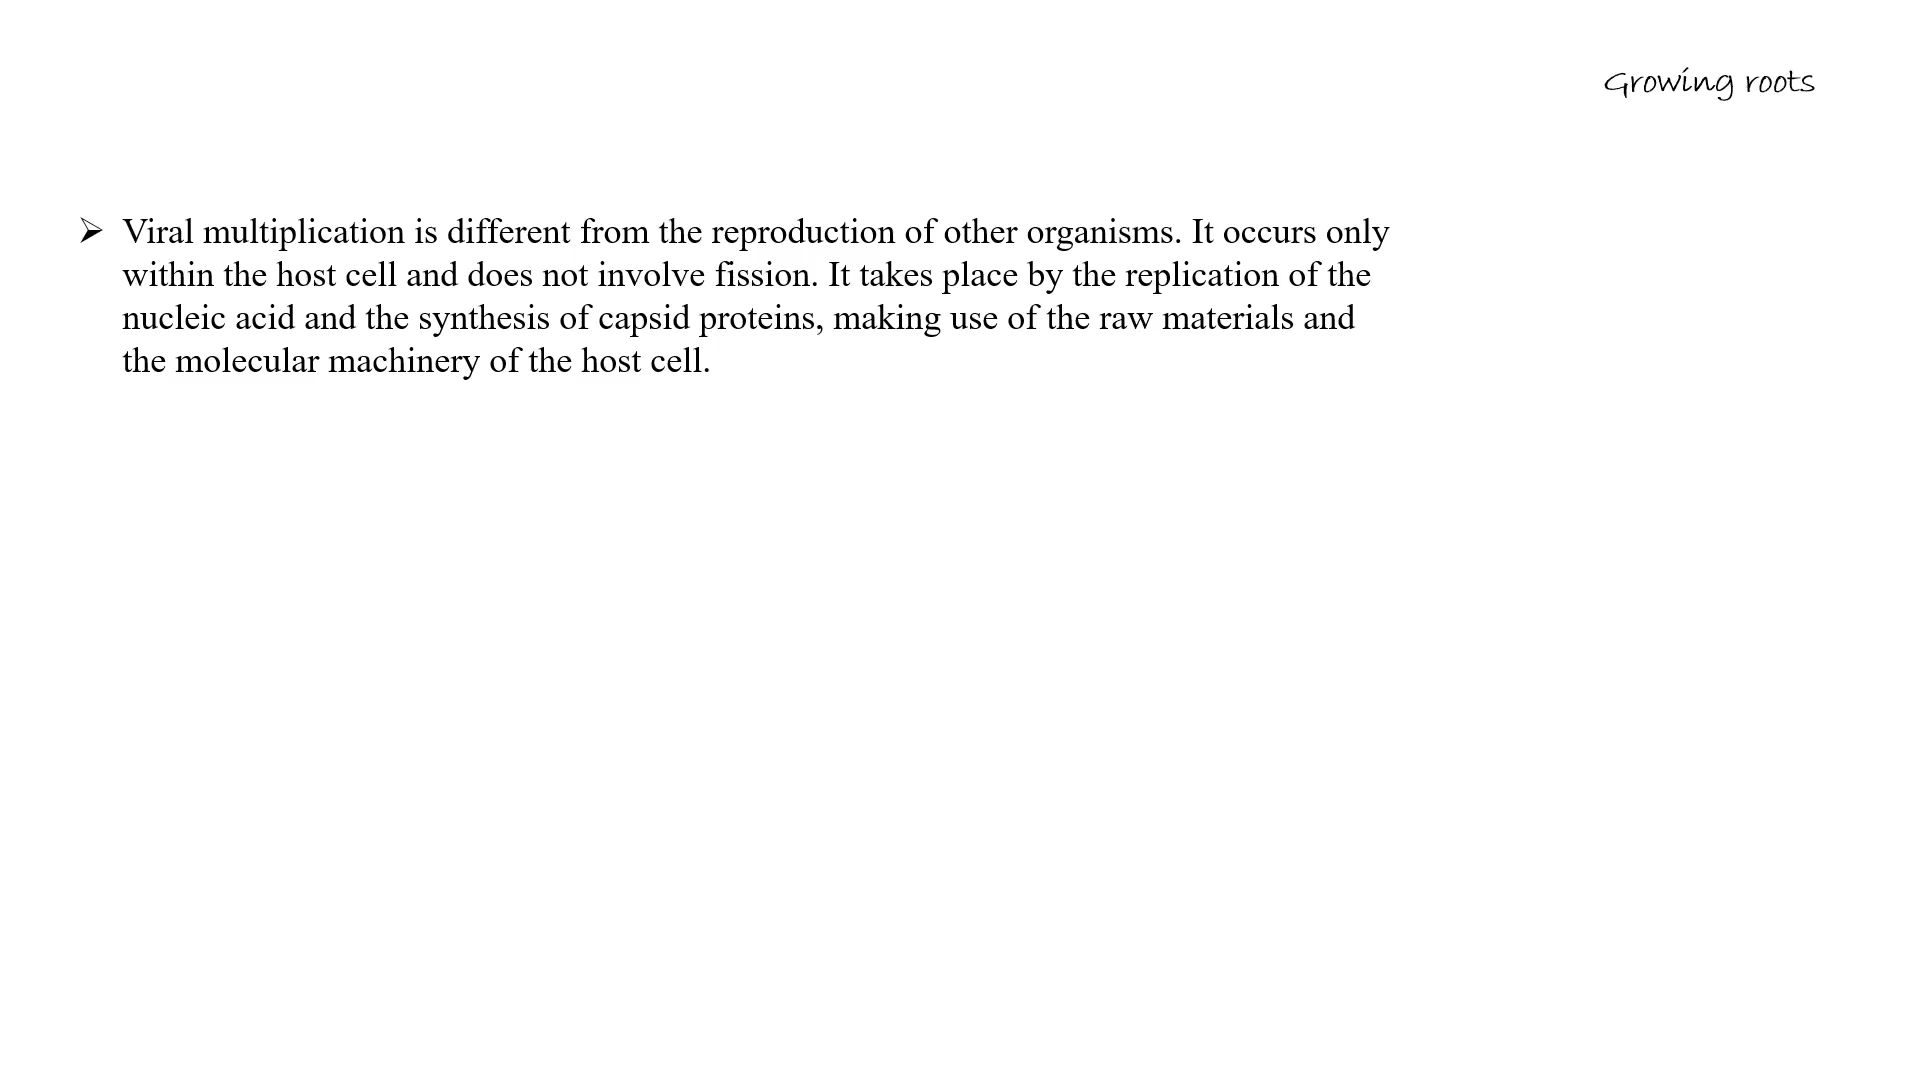 Growing roots
➢ Viral multiplication is different from the reproduction of other organisms. It occurs only
within the host cell and does not involve fission. It takes place by the replication of the
nucleic acid and the synthesis of capsid proteins, making use of the raw materials and
the molecular machinery of the host cell.